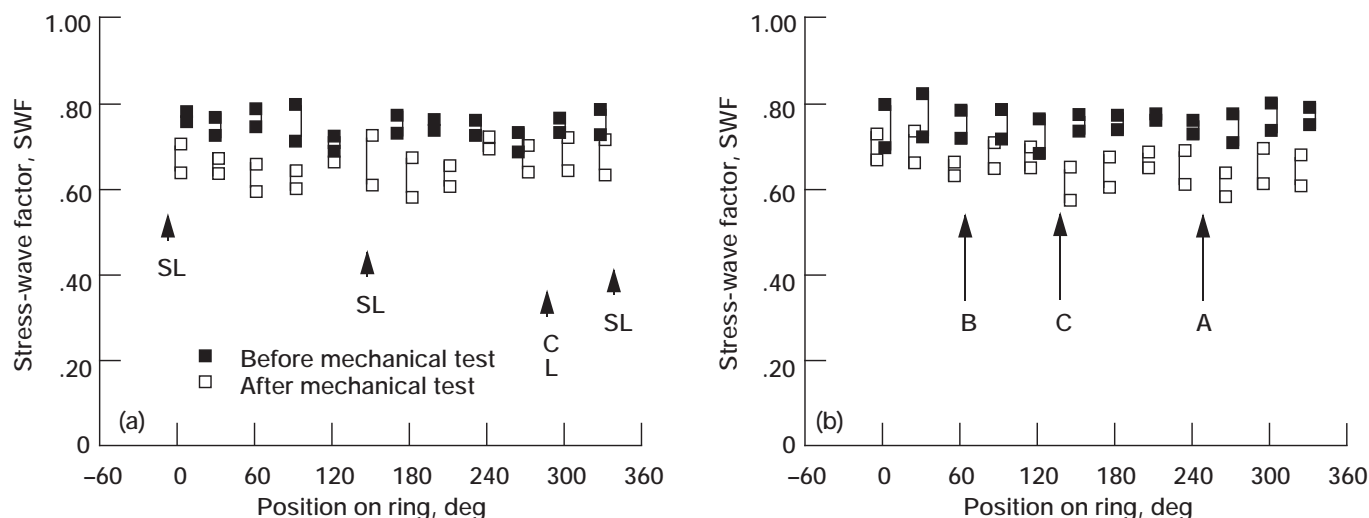 1.00
.80
.60
.40
.20
0
Stress-wave factor, SWF
SL
SL
C
L
SL
Before mechanical test
After mechanical test
(a)
–60 0 60 120 180 240 300 360
Position on ring, deg
1.00
.80
.60
.40
.20
0
Stress-wave factor, SWF
B
C
A
(b)
–60 0 60 120 180 240 300 360
Position on ring, deg